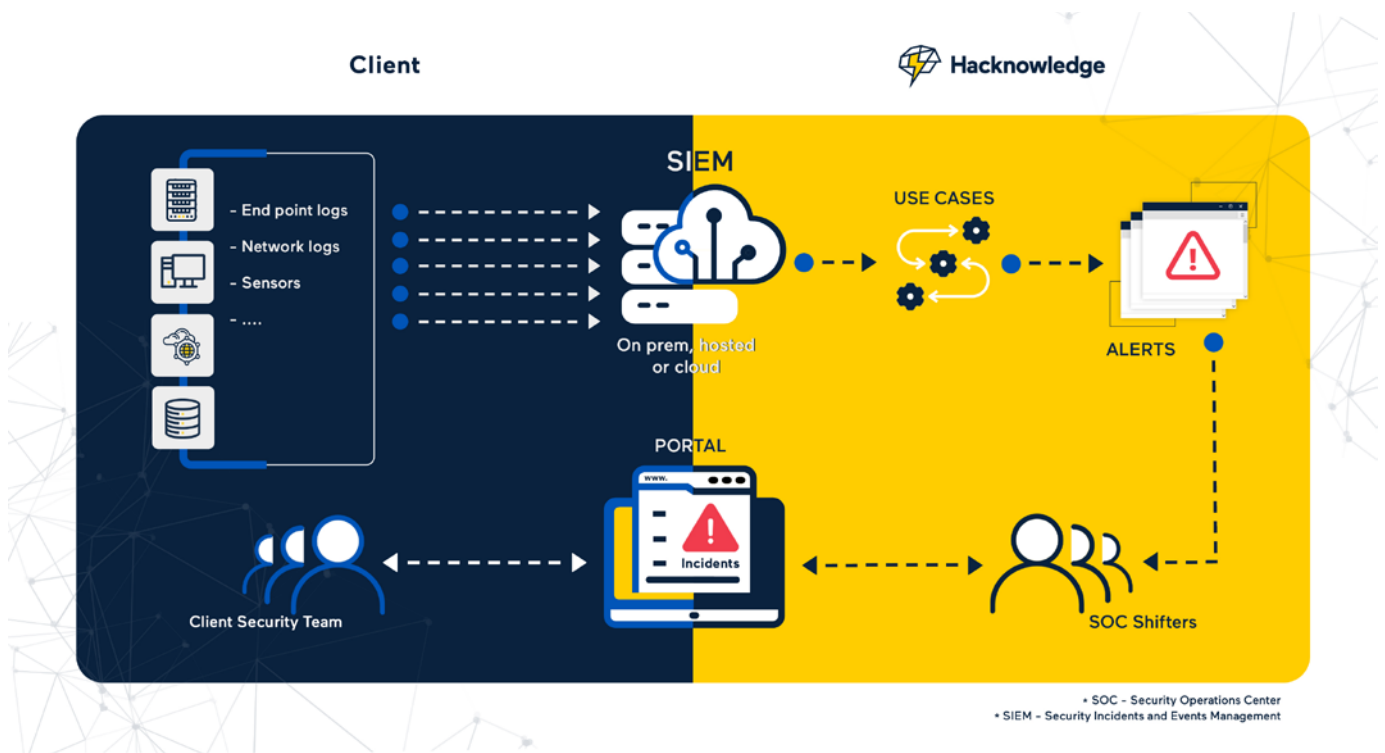 Client
Hacknowledge
SIEM
- End point logs
- Network logs
- Sensors
- ....
On prem, hosted
or cloud
USE CASES
ALERTS
PORTAL
www.
Incidents
Client Security Team
SOC Shifters
* SOC - Security Operations Center
* SIEM - Security Incidents and Events Management